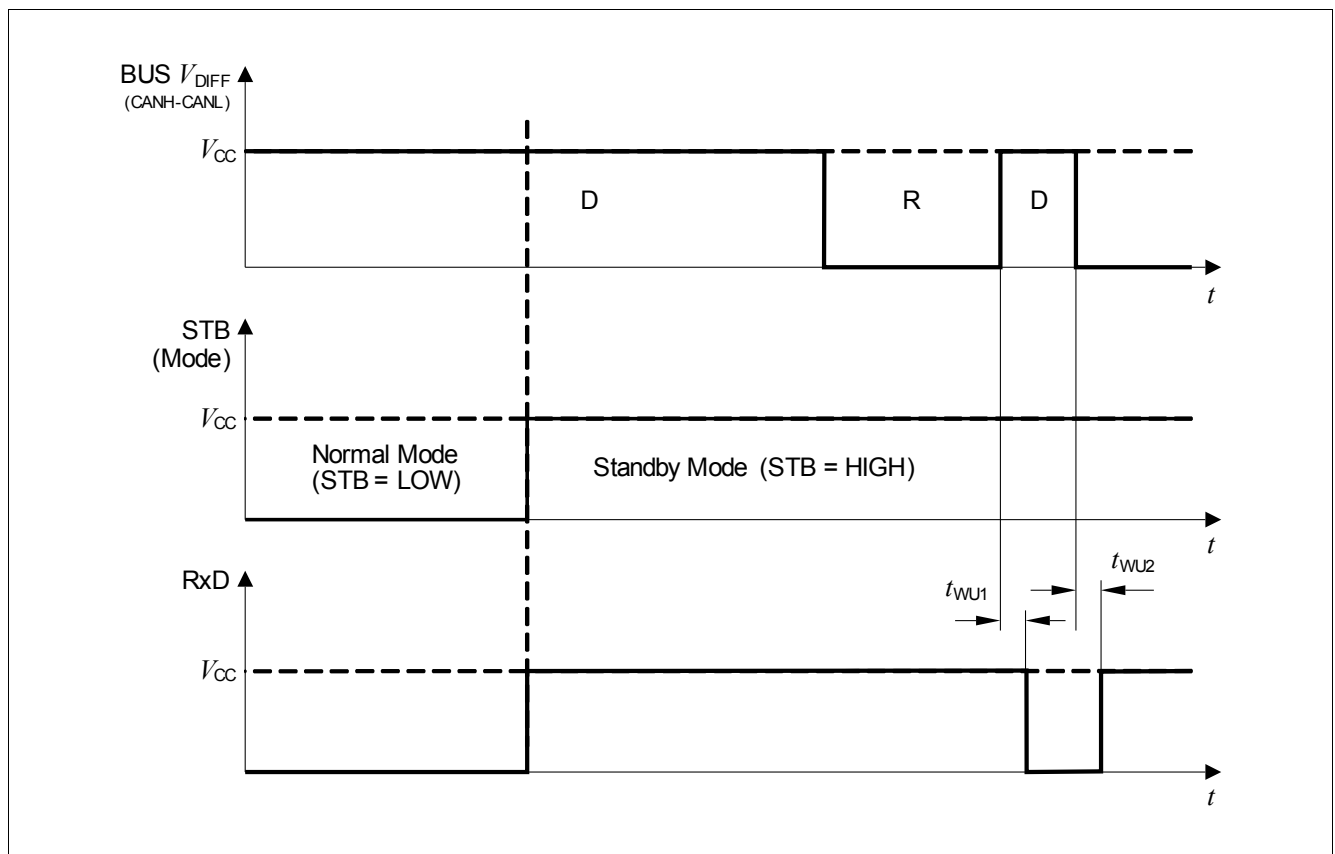 BUS VDIFF
(CANH-CANL)
VCC
D
R
D
t
STB
(Mode)
VCC
Normal Mode
(STB = LOW)
Standby Mode (STB = HIGH)
t
RxD
tWU1
tWU2
VCC
t